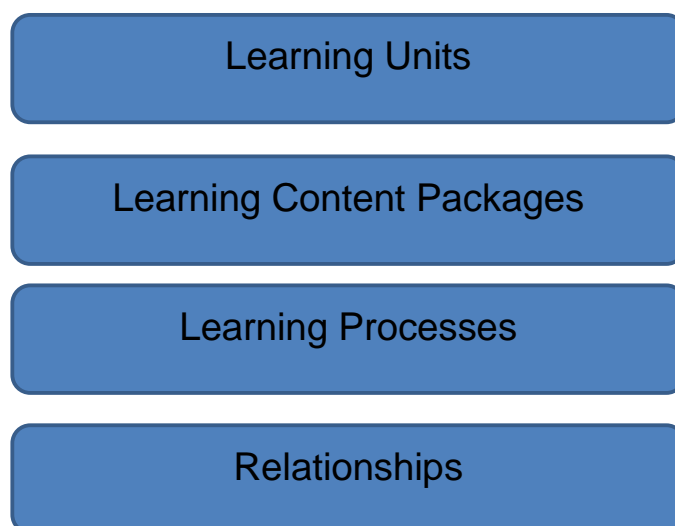 Learning Units
Learning Content Packages
Learning Processes
Relationships